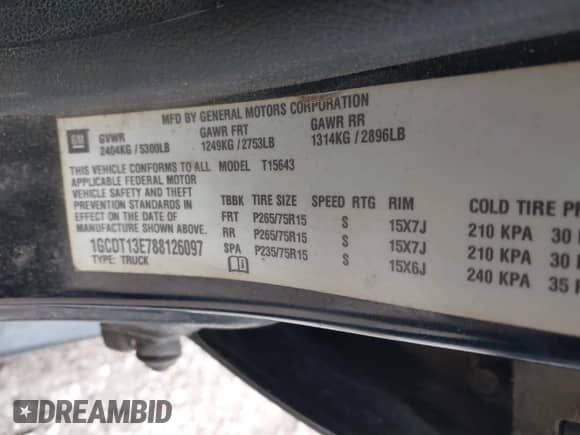 MFD BY GENERAL MOTORS CORPORATION
GM
GVWR GAWR FRT GAWR RR
2404KG / 5300LB 1249KG / 2753LB 1314KG / 2896LB
THIS VEHICLE CONFORMS TO ALL MODEL T15643
APPLICABLE FEDERAL MOTOR
VEHICLE SAFETY AND THEFT
PREVENTION STANDARDS IN
EFFECT ON THE DATE OF
MANUFACTURE SHOWN ABOVE.
1GCDT13E788126097
TYPE: TRUCK
TBBK TIRE SIZE SPEED RTG RIM COLD TIRE
FRT P265/75R15 S 15X7J 210 KPA 30
RR P265/75R15 S 15X7J 210 KPA 30
SPA P235/75R15 S 15X6J 240 KPA 35
DREAMBID